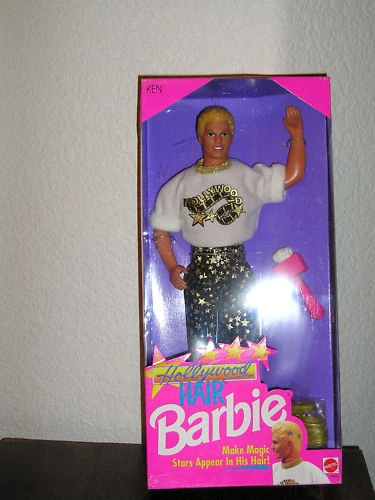 KEN
HOLLYWOOD
Hollywood
HAIR
Barbie
Make Magic
Stars Appear In His Hair!
MATTEL